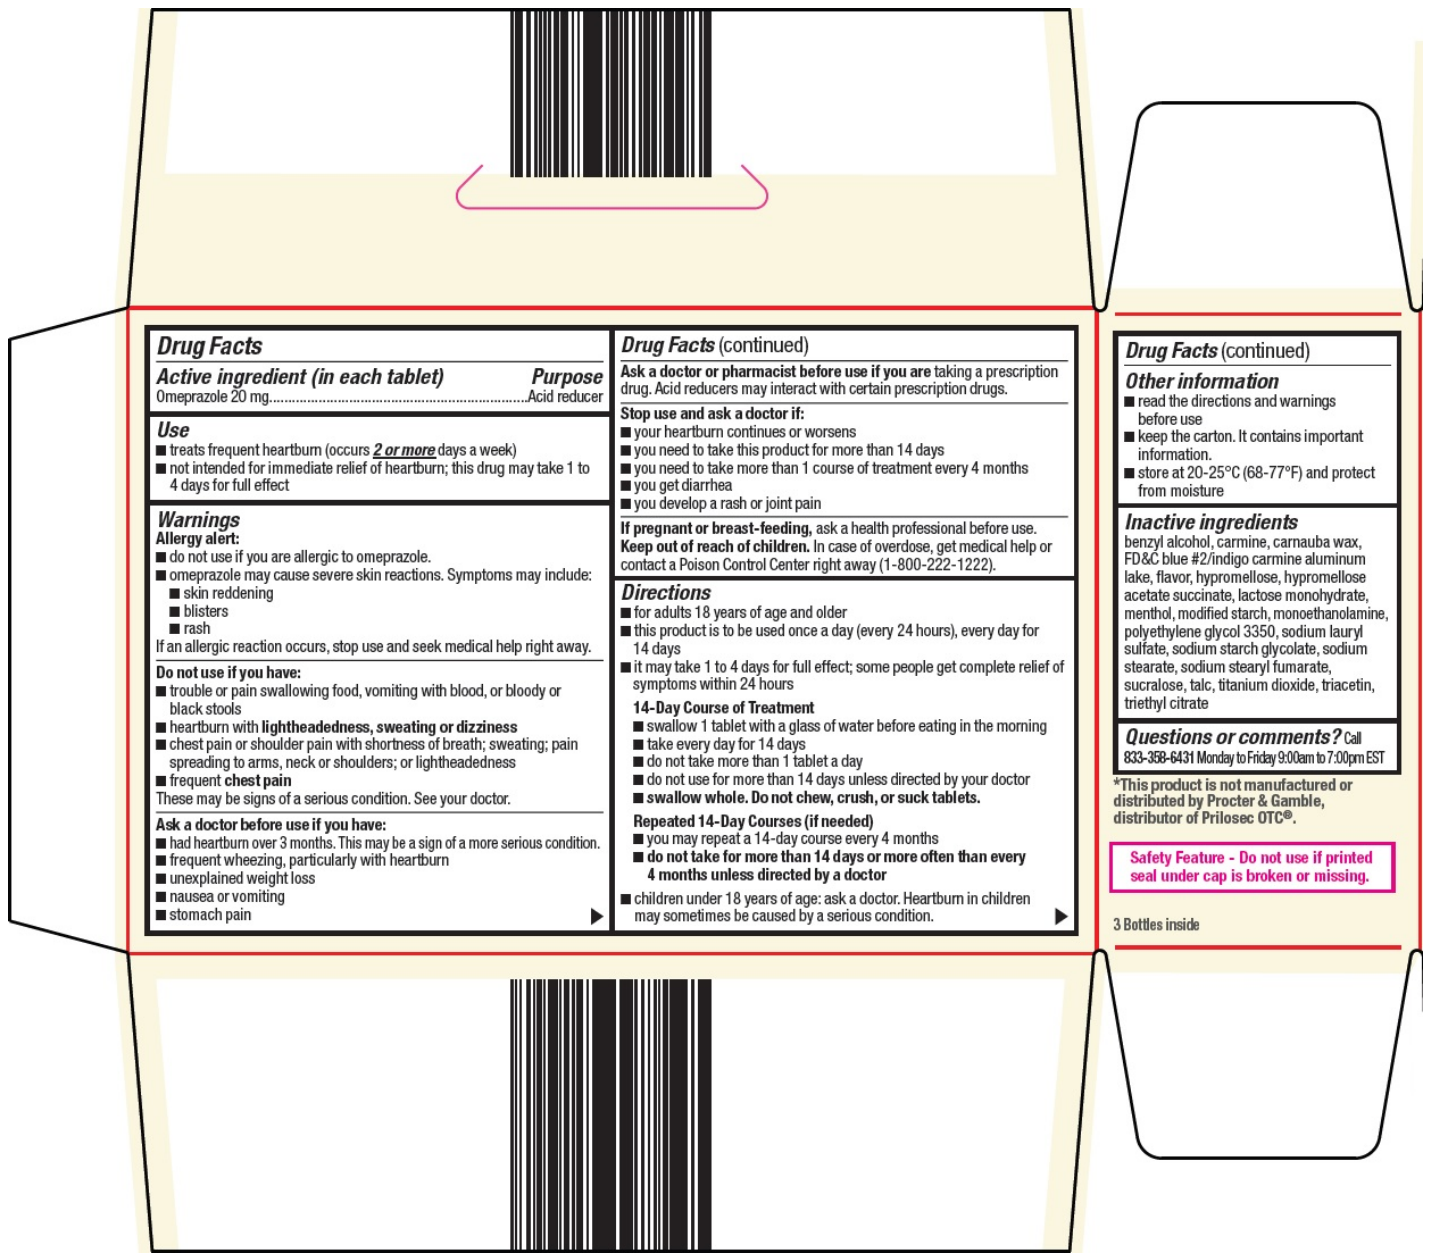 Drug Facts
Active ingredient (in each tablet) Purpose
Omeprazole 20 mg....................................................................Acid reducer
Use
■ treats frequent heartburn (occurs 2 or more days a week)
■ not intended for immediate relief of heartburn; this drug may take 1 to
4 days for full effect
Warnings
Allergy alert:
■ do not use if you are allergic to omeprazole.
■ omeprazole may cause severe skin reactions. Symptoms may include:
■ skin reddening
■ blisters
■ rash
If an allergic reaction occurs, stop use and seek medical help right away.
Do not use if you have:
■ trouble or pain swallowing food, vomiting with blood, or bloody or
black stools
■ heartburn with lightheadedness, sweating or dizziness
■ chest pain or shoulder pain with shortness of breath; sweating; pain
spreading to arms, neck or shoulders; or lightheadedness
■ frequent chest pain
These may be signs of a serious condition. See your doctor.
Ask a doctor before use if you have:
■ had heartburn over 3 months. This may be a sign of a more serious condition.
■ frequent wheezing, particularly with heartburn
■ unexplained weight loss
■ nausea or vomiting
■ stomach pain
Drug Facts (continued)
Ask a doctor or pharmacist before use if you are taking a prescription
drug. Acid reducers may interact with certain prescription drugs.
Stop use and ask a doctor if:
■ your heartburn continues or worsens
■ you need to take this product for more than 14 days
■ you need to take more than 1 course of treatment every 4 months
■ you get diarrhea
■ you develop a rash or joint pain
If pregnant or breast-feeding, ask a health professional before use.
Keep out of reach of children. In case of overdose, get medical help or
contact a Poison Control Center right away (1-800-222-1222).
Directions
■ for adults 18 years of age and older
■ this product is to be used once a day (every 24 hours), every day for
14 days
■ it may take 1 to 4 days for full effect; some people get complete relief of
symptoms within 24 hours
14-Day Course of Treatment
■ swallow 1 tablet with a glass of water before eating in the morning
■ take every day for 14 days
■ do not take more than 1 tablet a day
■ do not use for more than 14 days unless directed by your doctor
■ swallow whole. Do not chew, crush, or suck tablets.
Repeated 14-Day Courses (if needed)
■ you may repeat a 14-day course every 4 months
■ do not take for more than 14 days or more often than every
4 months unless directed by a doctor
■ children under 18 years of age: ask a doctor. Heartburn in children
may sometimes be caused by a serious condition.
Drug Facts (continued)
Other information
■ read the directions and warnings
before use
■ keep the carton. It contains important
information.
■ store at 20-25°C (68-77°F) and protect
from moisture
Inactive ingredients
benzyl alcohol, carmine, carnauba wax,
FD&C blue #2/indigo carmine aluminum
lake, flavor, hypromellose, hypromellose
acetate succinate, lactose monohydrate,
menthol, modified starch, monoethanolamine,
polyethylene glycol 3350, sodium lauryl
sulfate, sodium starch glycolate, sodium
stearate, sodium stearyl fumarate,
sucralose, talc, titanium dioxide, triacetin,
triethyl citrate
Questions or comments? Call
833-358-6431 Monday to Friday 9:00am to 7:00pm EST
*This product is not manufactured or
distributed by Procter & Gamble,
distributor of Prilosec OTC®.
Safety Feature - Do not use if printed
seal under cap is broken or missing.
3 Bottles inside